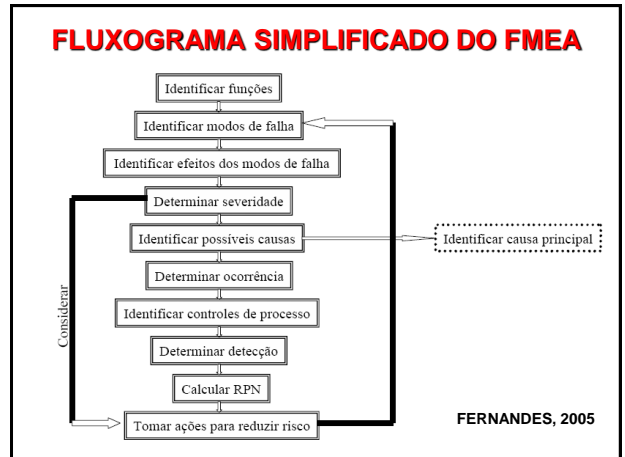 FLUXOGRAMA SIMPLIFICADO DO FMEA
Identificar funções
Identificar modos de falha
Identificar efeitos dos modos de falha
Determinar severidade
Identificar possíveis causas
Identificar causa principal
Determinar ocorrência
Identificar controles de processo
Considerar
Determinar detecção
Calcular RPN
Tomar ações para reduzir risco
FERNANDES, 2005